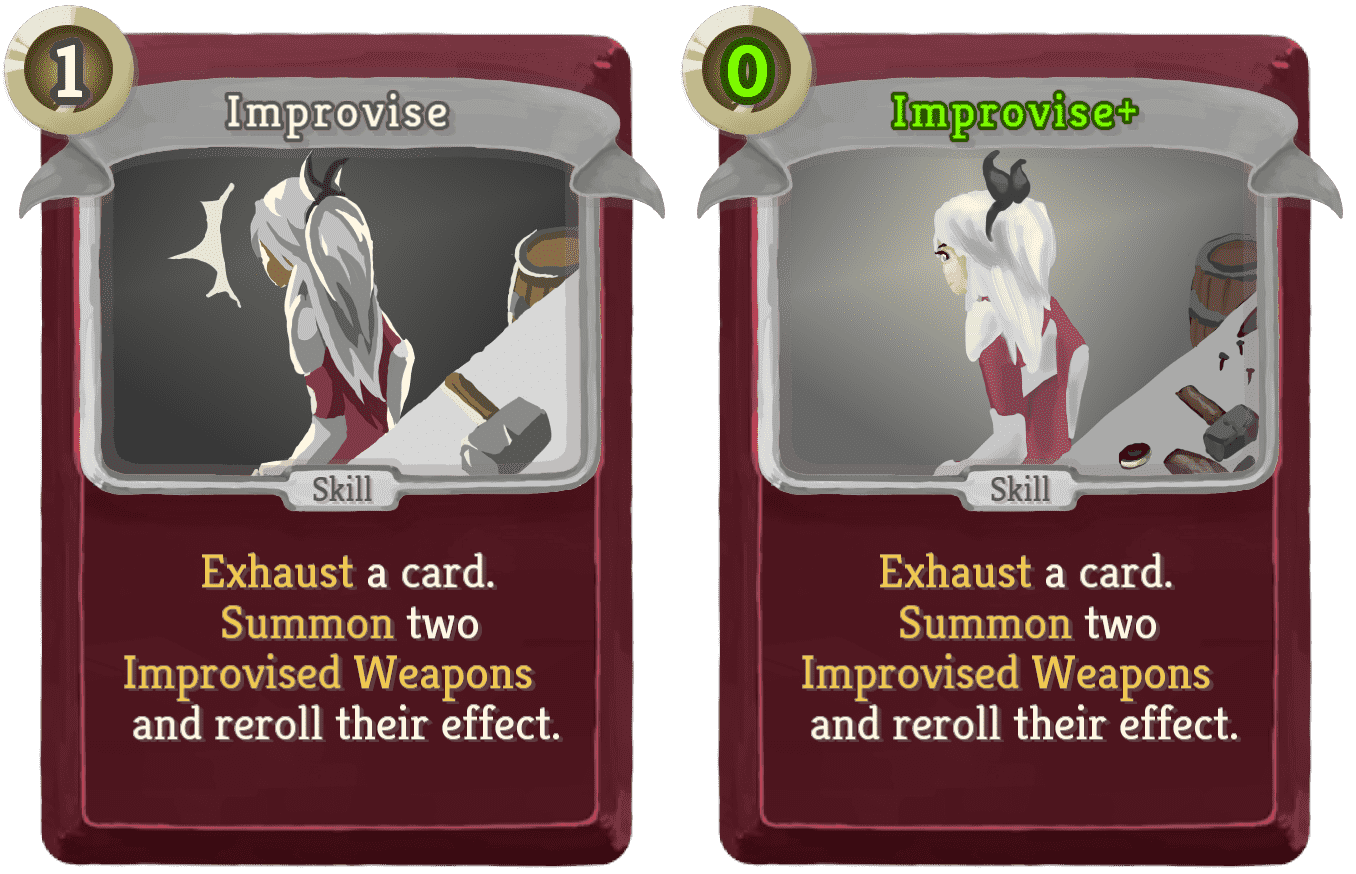 1
Improvise
Skill
Exhaust a card.
Summon two
Improvised Weapons
and reroll their effect.
0
Improvise+
Skill
Exhaust a card.
Summon two
Improvised Weapons
and reroll their effect.